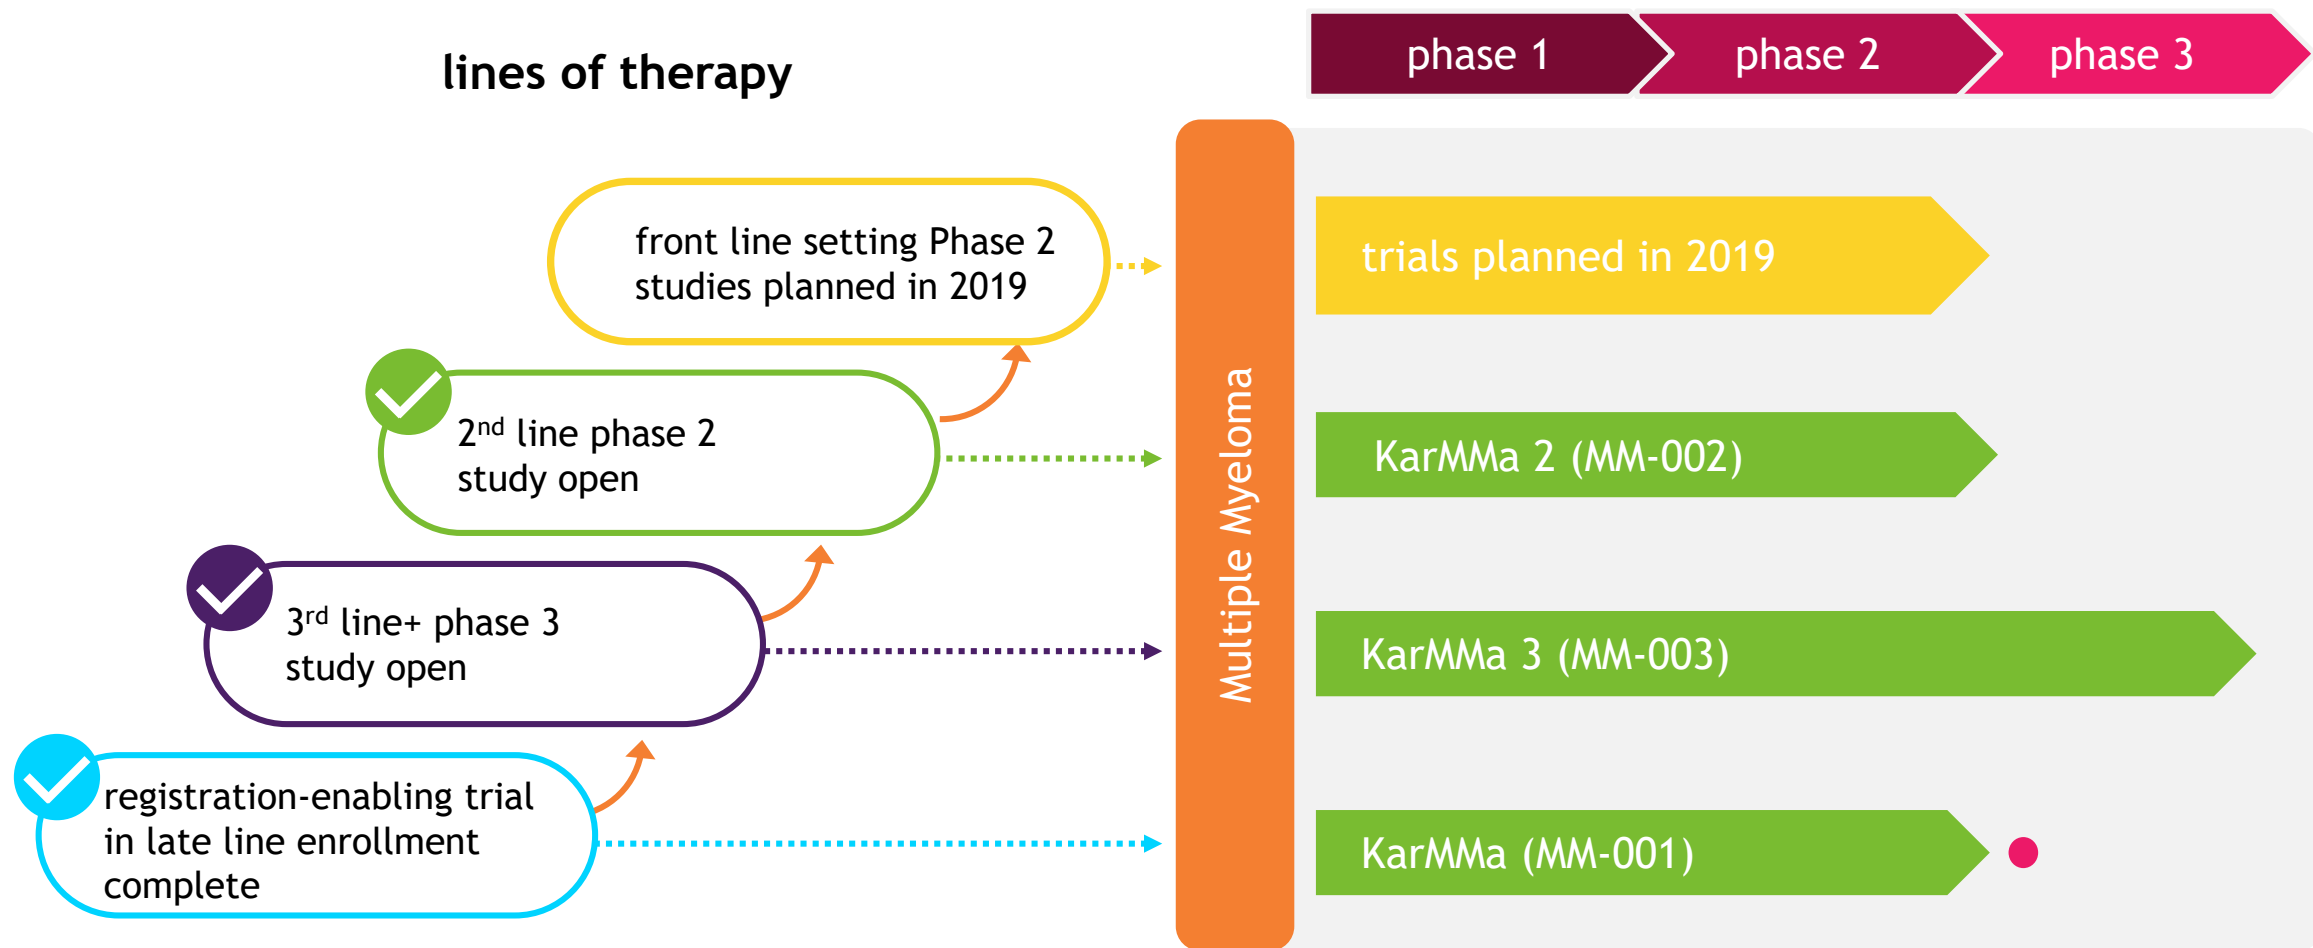 lines of therapy
phase 1
phase 2
phase 3
front line setting Phase 2
studies planned in 2019
trials planned in 2019
2nd line phase 2
study open
KarMMa 2 (MM-002)
Multiple Myeloma
3rd line+ phase 3
study open
KarMMa 3 (MM-003)
registration-enabling trial
in late line enrollment
complete
KarMMa (MM-001)